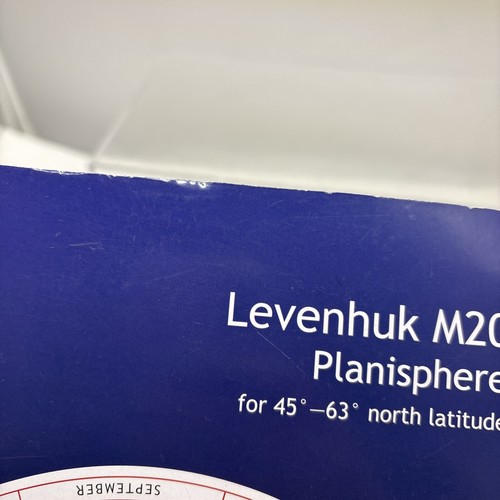 Levenhuk M20
Planisphere
for 45°—63° north latitude
SEPTEMBER